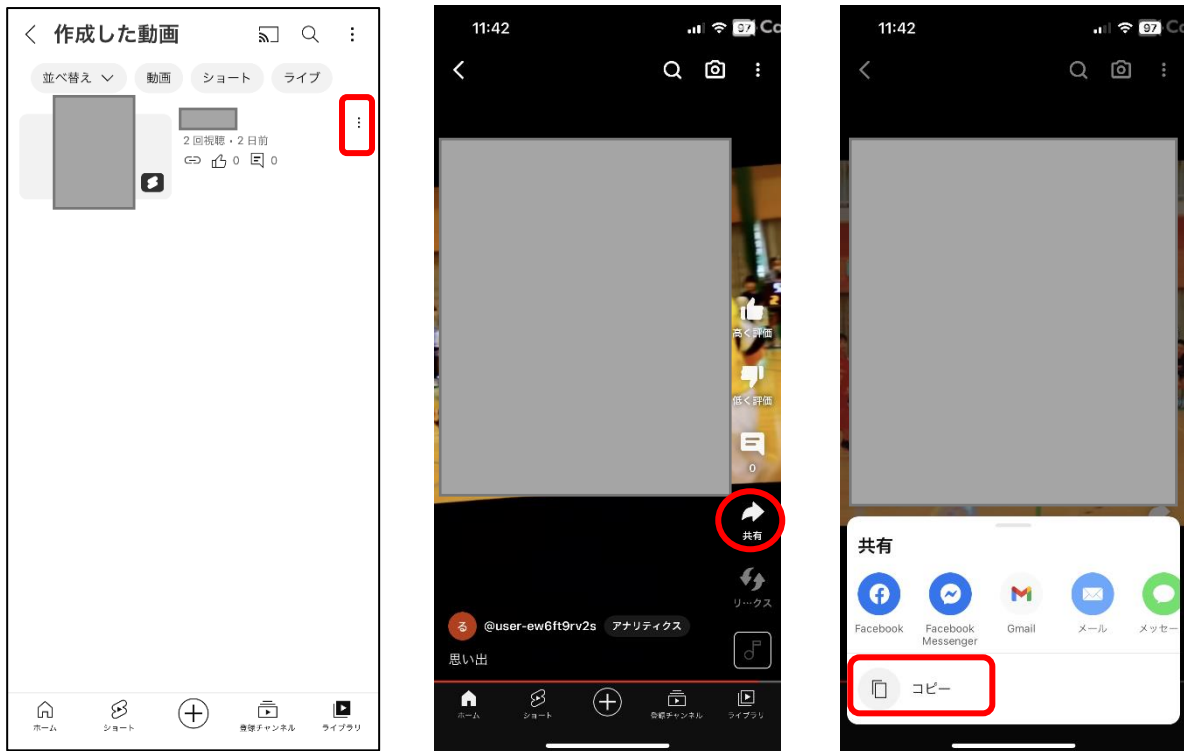 作成した動画
並べ替え
動画
ショート
ライブ
2 回視聴・2 日前
0
0
ホーム
ショート
登録チャンネル
ライブラリ
11:42
97
高く評価
低く評価
0
共有
リ…クス
る
@user-ew6ft9rv2s
アナリティクス
思い出
ホーム
ショート
登録チャンネル
ライブラリ
11:42
97
共有
Facebook
Facebook
Messenger
Gmail
メール
メッセー
コピー